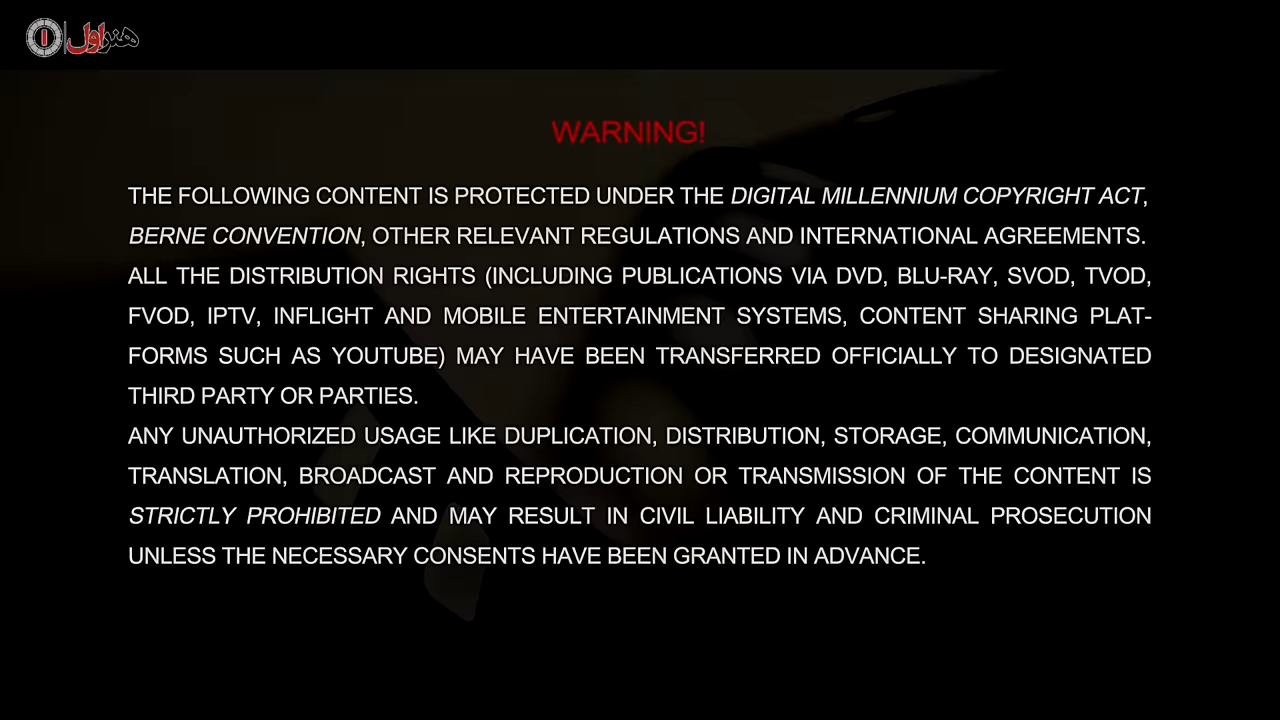 هنر اول
WARNING!
THE FOLLOWING CONTENT IS PROTECTED UNDER THE DIGITAL MILLENNIUM COPYRIGHT ACT,
BERNE CONVENTION, OTHER RELEVANT REGULATIONS AND INTERNATIONAL AGREEMENTS.
ALL THE DISTRIBUTION RIGHTS (INCLUDING PUBLICATIONS VIA DVD, BLU-RAY, SVOD, TVOD,
FVOD, IPTV, INFLIGHT AND MOBILE ENTERTAINMENT SYSTEMS, CONTENT SHARING PLAT-
FORMS SUCH AS YOUTUBE) MAY HAVE BEEN TRANSFERRED OFFICIALLY TO DESIGNATED
THIRD PARTY OR PARTIES.
ANY UNAUTHORIZED USAGE LIKE DUPLICATION, DISTRIBUTION, STORAGE, COMMUNICATION,
TRANSLATION, BROADCAST AND REPRODUCTION OR TRANSMISSION OF THE CONTENT IS
STRICTLY PROHIBITED AND MAY RESULT IN CIVIL LIABILITY AND CRIMINAL PROSECUTION
UNLESS THE NECESSARY CONSENTS HAVE BEEN GRANTED IN ADVANCE.